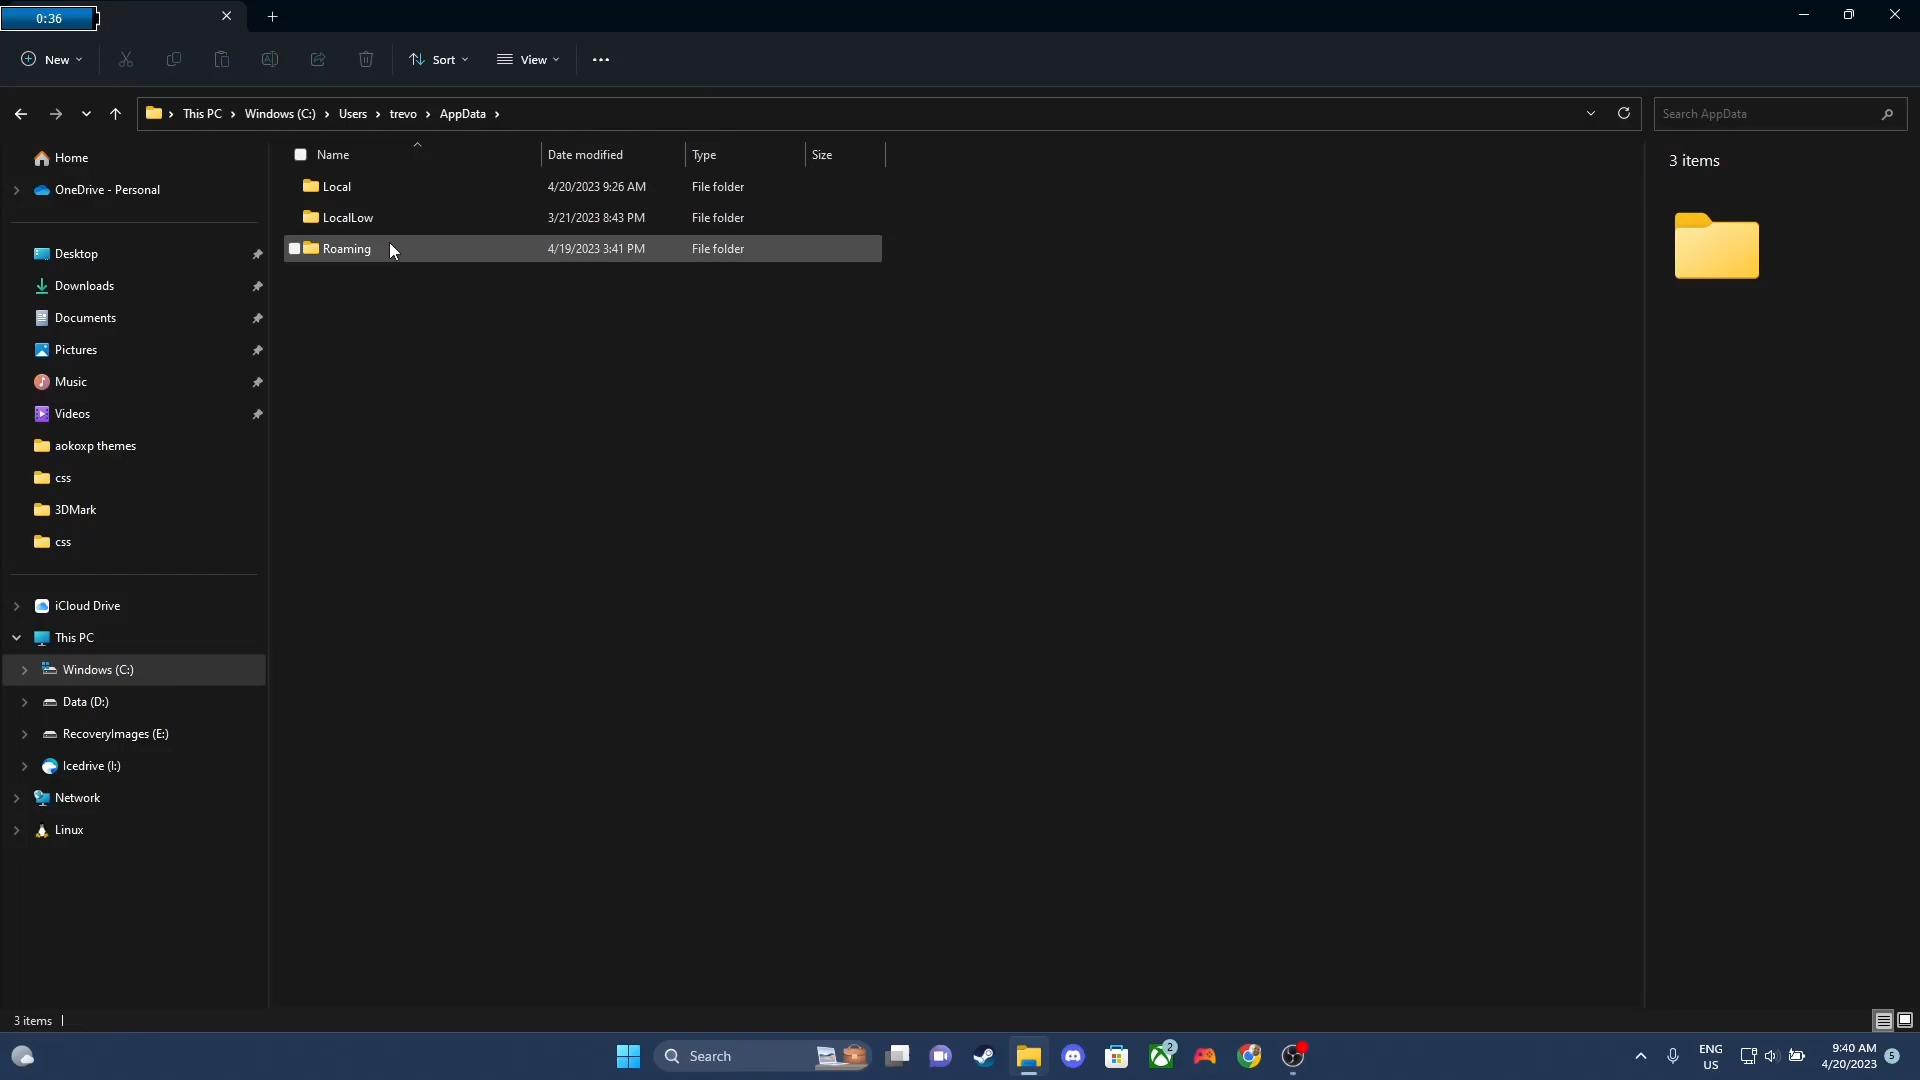 0:36
New
Sort
View
This PC
Windows (C:)
Users
trevo
AppData
Search AppData
Name
Date modified
Type
Size
Local
4/20/2023 9:26 AM
File folder
LocalLow
3/21/2023 8:43 PM
File folder
Roaming
4/19/2023 3:41 PM
File folder
3 items
Home
OneDrive - Personal
Desktop
Downloads
Documents
Pictures
Music
Videos
aokoxp themes
css
3DMark
css
iCloud Drive
This PC
Windows (C:)
Data (D:)
RecoveryImages (E:)
Icedrive (I:)
Network
Linux
3 items
Search
2
ENG
US
9:40 AM
4/20/2023
5